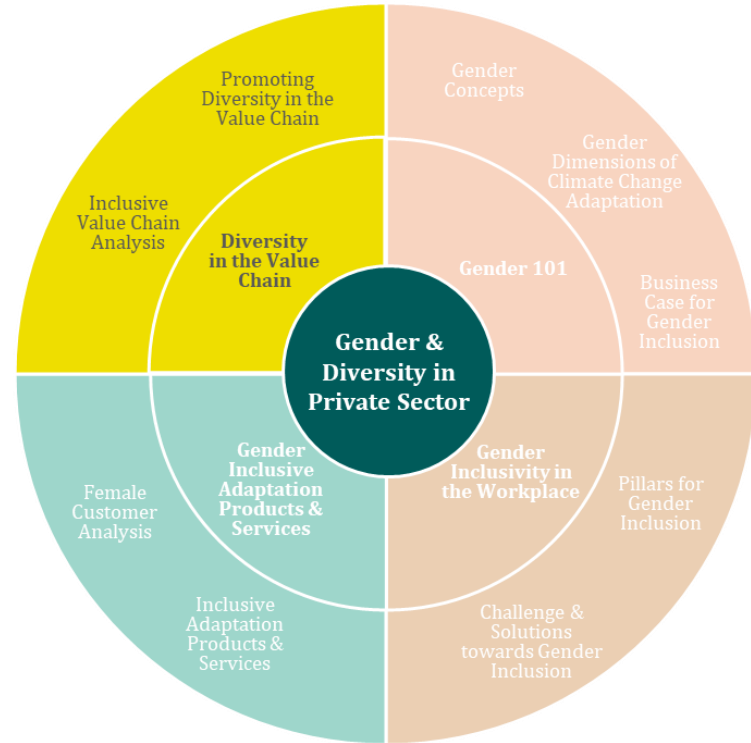 Promoting
Diversity in the
Value Chain
Inclusive
Value Chain
Analysis
Diversity
in the Value
Chain
Gender
Concepts
Gender
Dimensions of
Climate Change
Adaptation
Gender 101
Business
Case for
Gender
Inclusion
Gender &
Diversity in
Private Sector
Gender
Inclusive
Adaptation
Products &
Services
Female
Customer
Analysis
Inclusive
Adaptation
Products &
Services
Gender
Inclusivity in
the Workplace
Pillars for
Gender
Inclusion
Challenge &
Solutions
towards Gender
Inclusion